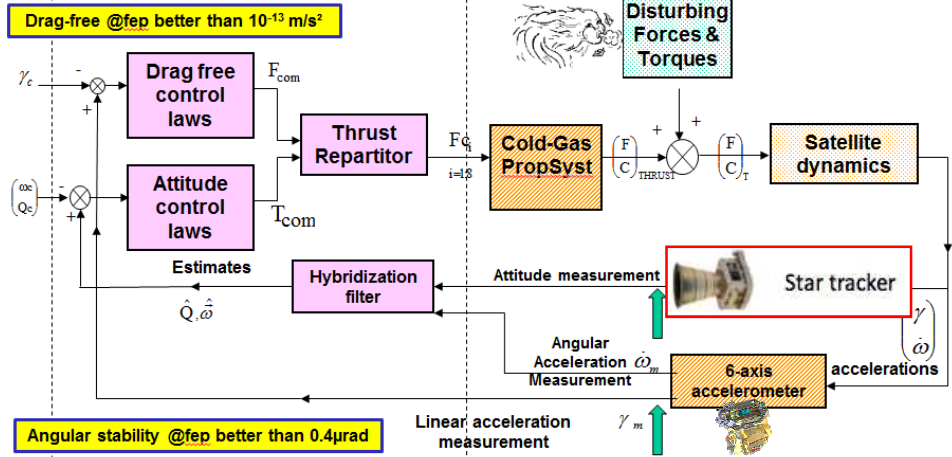 Drag-free @fep better than 10⁻¹³ m/s²
Disturbing
Forces &
Torques
γc
-
+
Drag free
control
laws
Fcom
Thrust
Repartitor
Fci
i=1,8
Cold-Gas
PropSyst
(F
C)THRUST
+
+
(F
C)T
Satellite
dynamics
(ωc
Qc)
-
+
Attitude
control
laws
Tcom
Estimates
Q̂, ω̂
Hybridization
filter
Attitude measurement
Star tracker
(γ
ω̇)
Angular
Acceleration
Measurement
ω̇m
6-axis
accelerometer
accelerations
Linear acceleration
measurement
γm
Angular stability @fep better than 0.4µrad